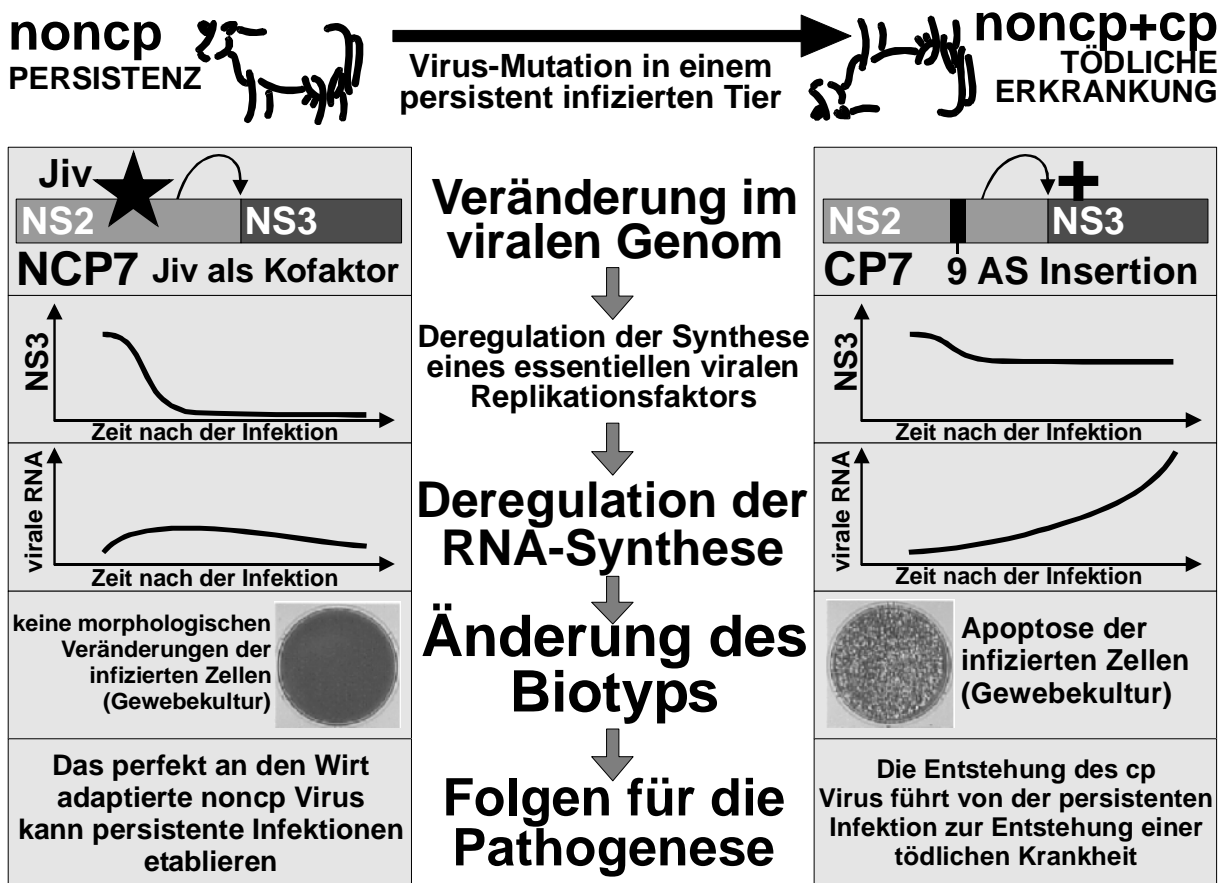 noncp
PERSISTENZ
Virus-Mutation in einem
persistent infizierten Tier
noncp+cp
TÖDLICHE
ERKRANKUNG
Jiv
NS2
NS3
NCP7 Jiv als Kofaktor
NS3
Zeit nach der Infektion
virale RNA
Zeit nach der Infektion
keine morphologischen
Veränderungen der
infizierten Zellen
(Gewebekultur)
Das perfekt an den Wirt
adaptierte noncp Virus
kann persistente Infektionen
etablieren
Veränderung im
viralen Genom
Deregulation der Synthese
eines essentiellen viralen
Replikationsfaktors
Deregulation der
RNA-Synthese
Änderung des
Biotyps
Folgen für die
Pathogenese
+
NS2
NS3
CP7 9 AS Insertion
NS3
Zeit nach der Infektion
virale RNA
Zeit nach der Infektion
Apoptose der
infizierten Zellen
(Gewebekultur)
Die Entstehung des cp
Virus führt von der persistenten
Infektion zur Entstehung einer
tödlichen Krankheit